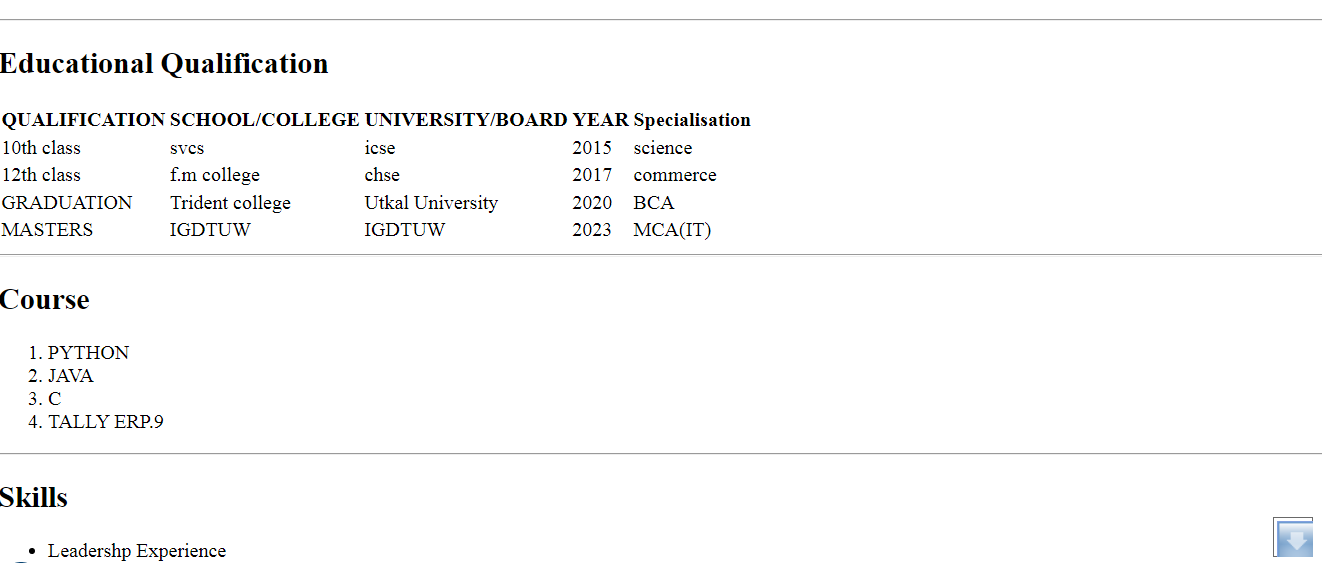 Educational Qualification
QUALIFICATION SCHOOL/COLLEGE UNIVERSITY/BOARD YEAR Specialisation
10th class svcs icse 2015 science
12th class f.m college chse 2017 commerce
GRADUATION Trident college Utkal University 2020 BCA
MASTERS IGDTUW IGDTUW 2023 MCA(IT)
Course
1. PYTHON
2. JAVA
3. C
4. TALLY ERP.9
Skills
• Leadershp Experience